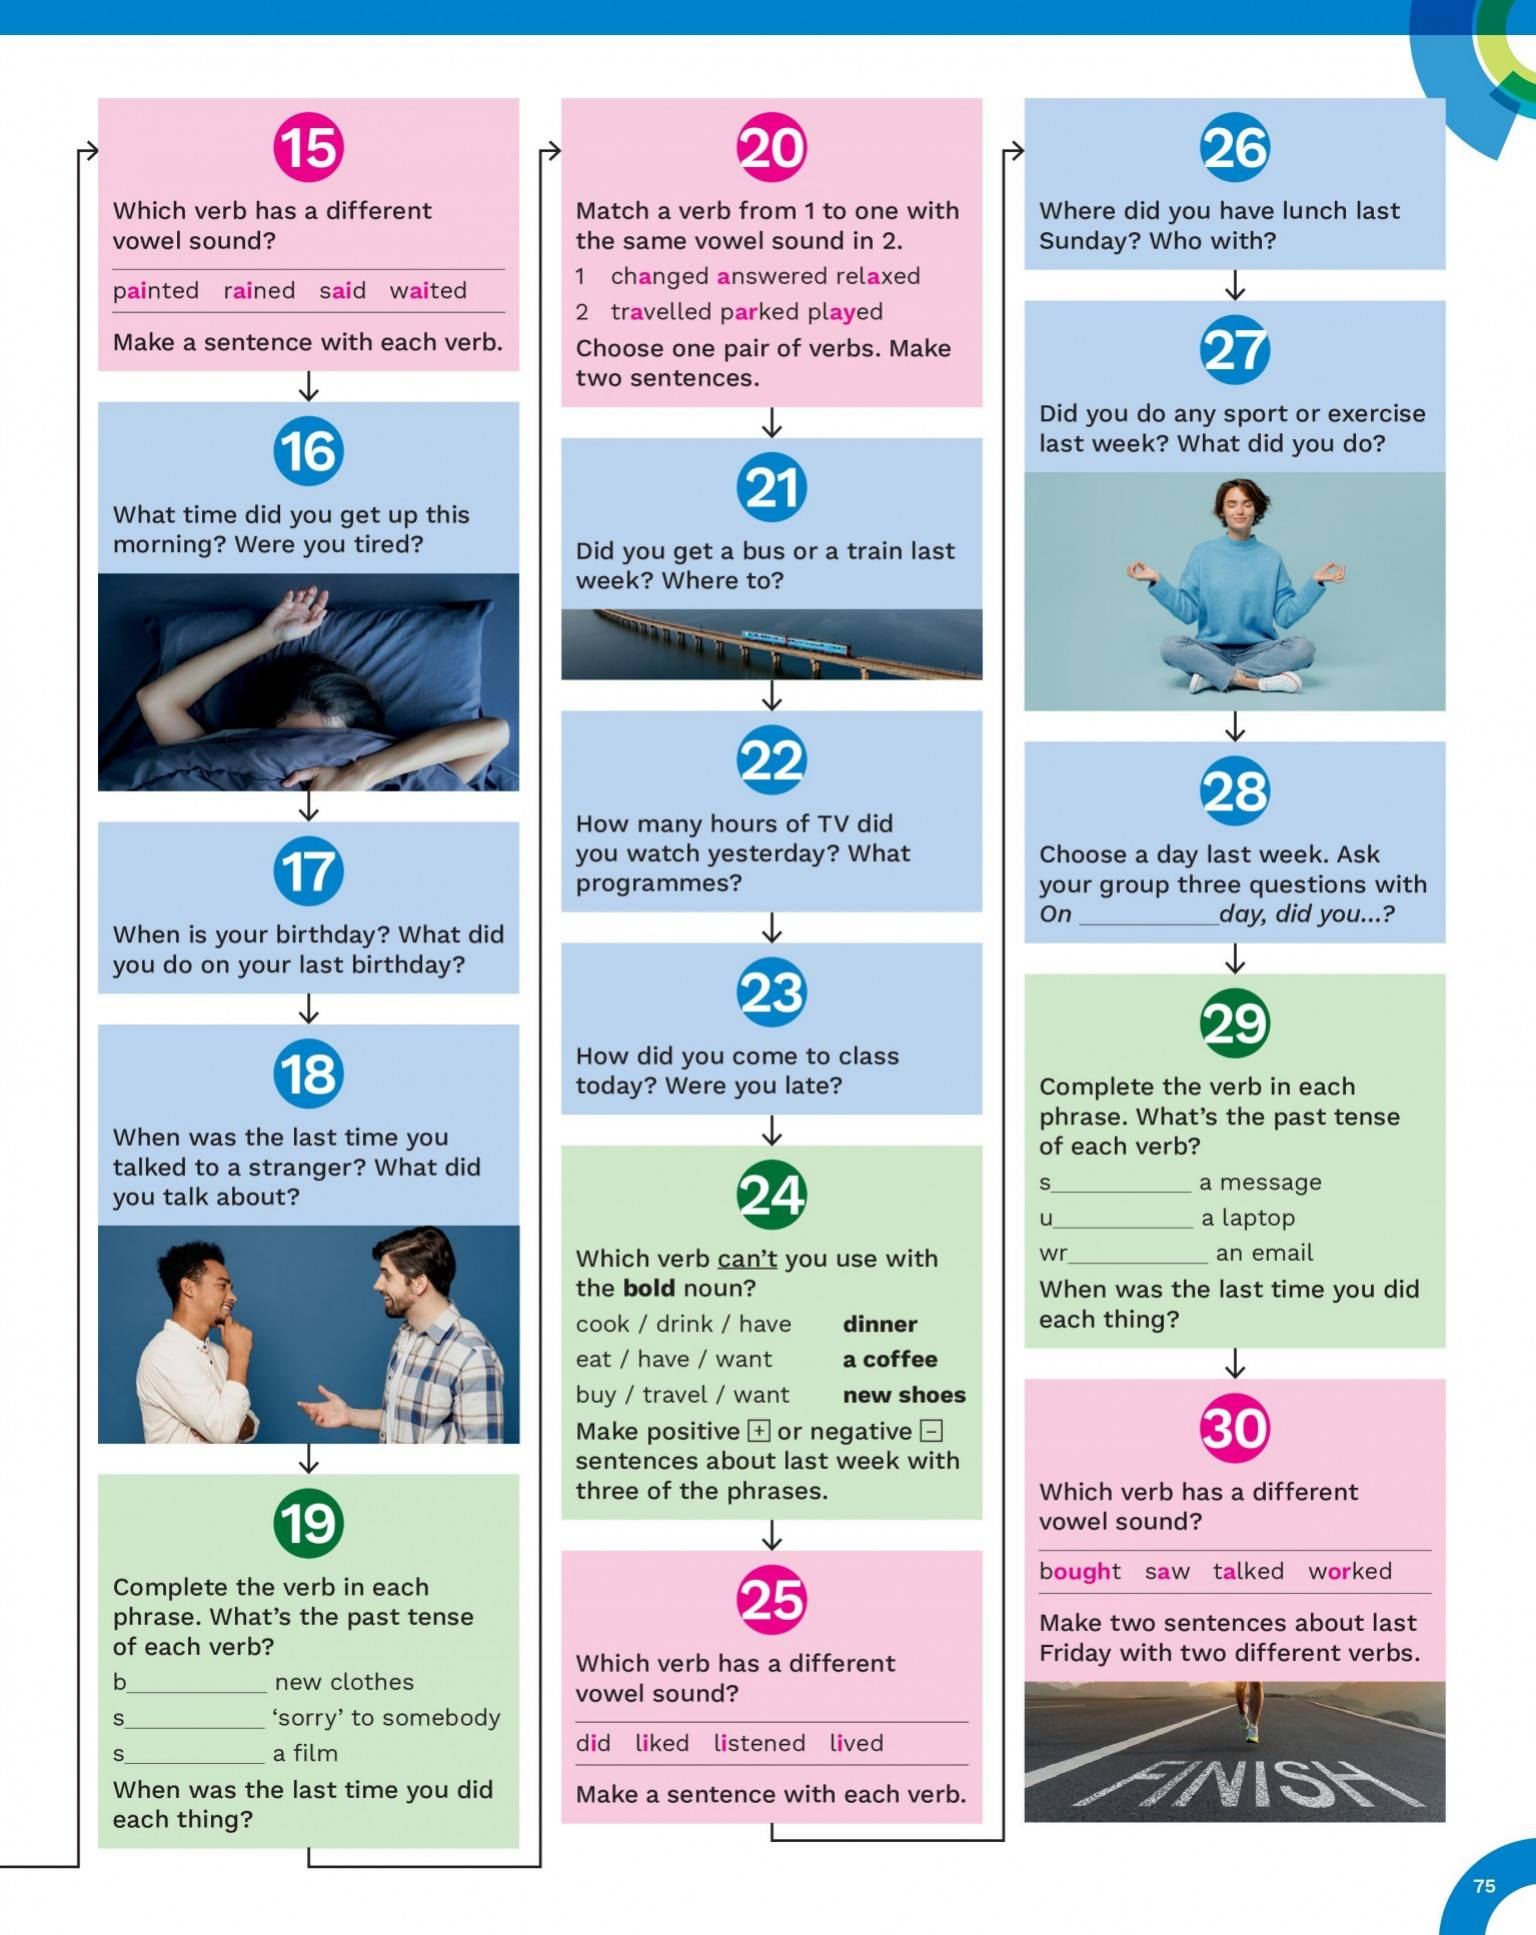 15
Which verb has a different
vowel sound?
painted rained said waited
Make a sentence with each verb.
16
What time did you get up this
morning? Were you tired?
17
When is your birthday? What did
you do on your last birthday?
18
When was the last time you
talked to a stranger? What did
you talk about?
19
Complete the verb in each
phrase. What's the past tense
of each verb?
b__________ new clothes
s__________ ‘sorry’ to somebody
s__________ a film
When was the last time you did
each thing?
20
Match a verb from 1 to one with
the same vowel sound in 2.
1 changed answered relaxed
2 travelled parked played
Choose one pair of verbs. Make
two sentences.
21
Did you get a bus or a train last
week? Where to?
22
How many hours of TV did
you watch yesterday? What
programmes?
23
How did you come to class
today? Were you late?
24
Which verb can't you use with
the bold noun?
cook / drink / have dinner
eat / have / want a coffee
buy / travel / want new shoes
Make positive + or negative −
sentences about last week with
three of the phrases.
25
Which verb has a different
vowel sound?
did liked listened lived
Make a sentence with each verb.
26
Where did you have lunch last
Sunday? Who with?
27
Did you do any sport or exercise
last week? What did you do?
28
Choose a day last week. Ask
your group three questions with
On __________day, did you...?
29
Complete the verb in each
phrase. What's the past tense
of each verb?
s__________ a message
u__________ a laptop
wr__________ an email
When was the last time you did
each thing?
30
Which verb has a different
vowel sound?
bought saw talked worked
Make two sentences about last
Friday with two different verbs.
FINISH
75